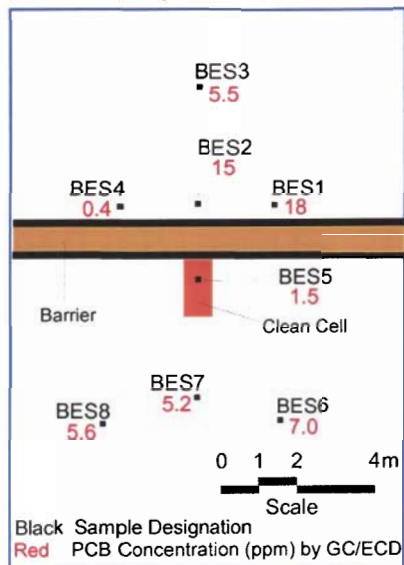 BES3
5.5
BES2
15
BES4
0.4
BES1
18
BES5
1.5
Barrier
Clean Cell
BES7
5.2
BES8
5.6
BES6
7.0
0 1 2 4m
Scale
Black Sample Designation
Red PCB Concentration (ppm) by GC/ECD